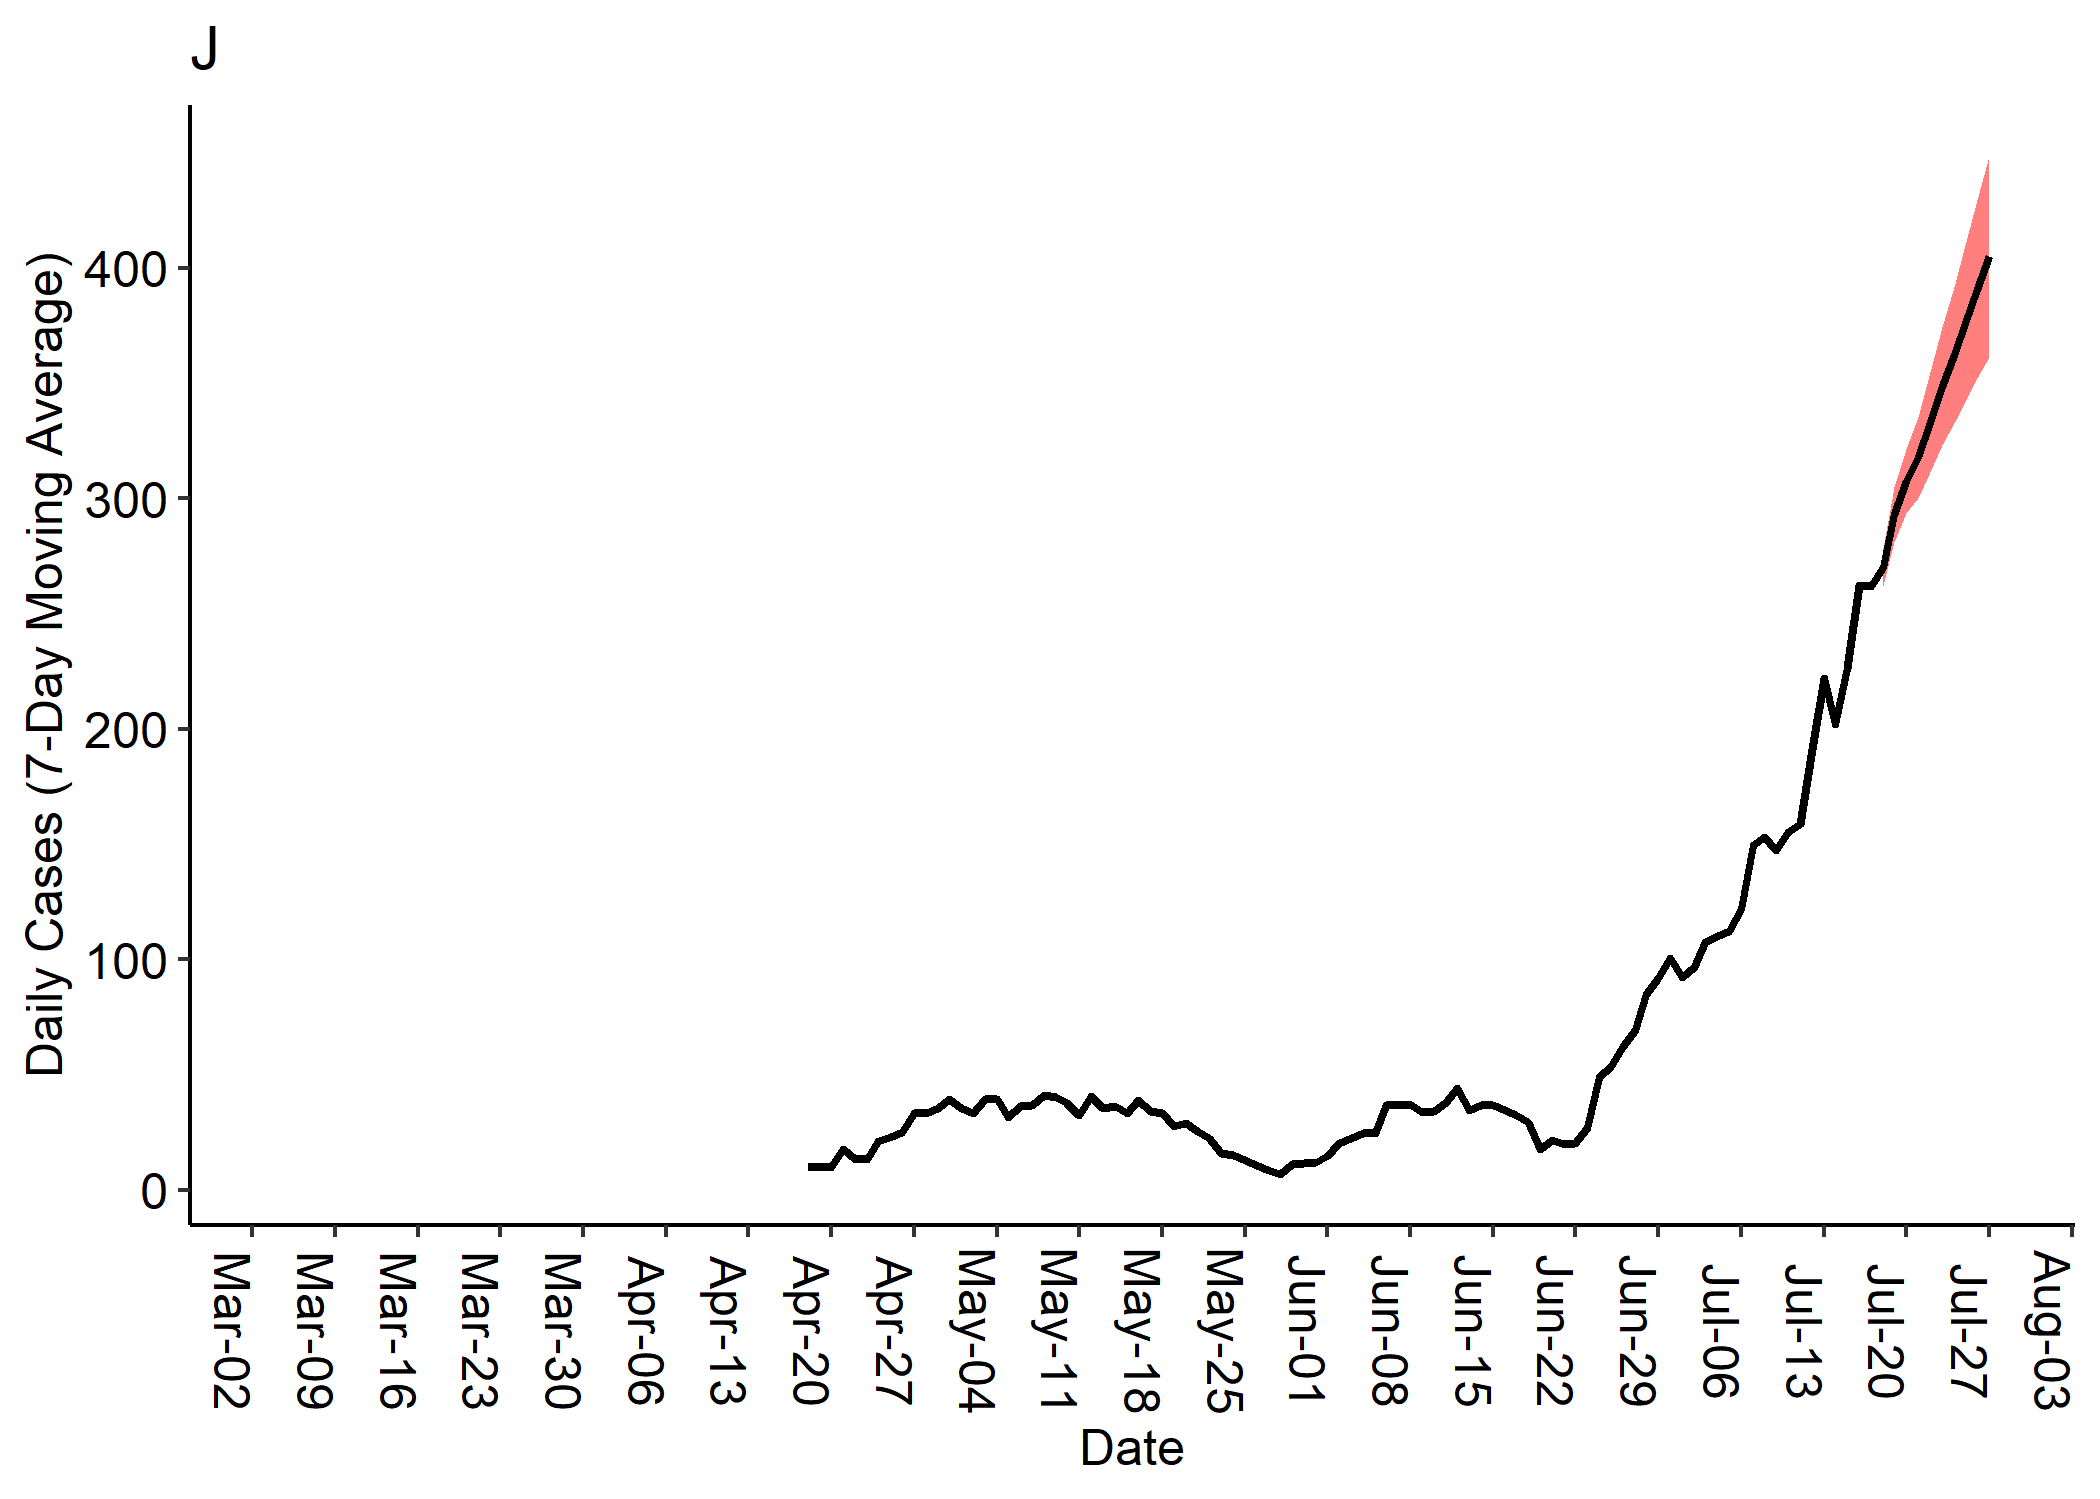 J
Daily Cases (7-Day Moving Average)
400
300
200
100
0
Mar-02
Mar-09
Mar-16
Mar-23
Mar-30
Apr-06
Apr-13
Apr-20
Apr-27
May-04
May-11
May-18
May-25
Jun-01
Jun-08
Jun-15
Jun-22
Jun-29
Jul-06
Jul-13
Jul-20
Jul-27
Aug-03
Date